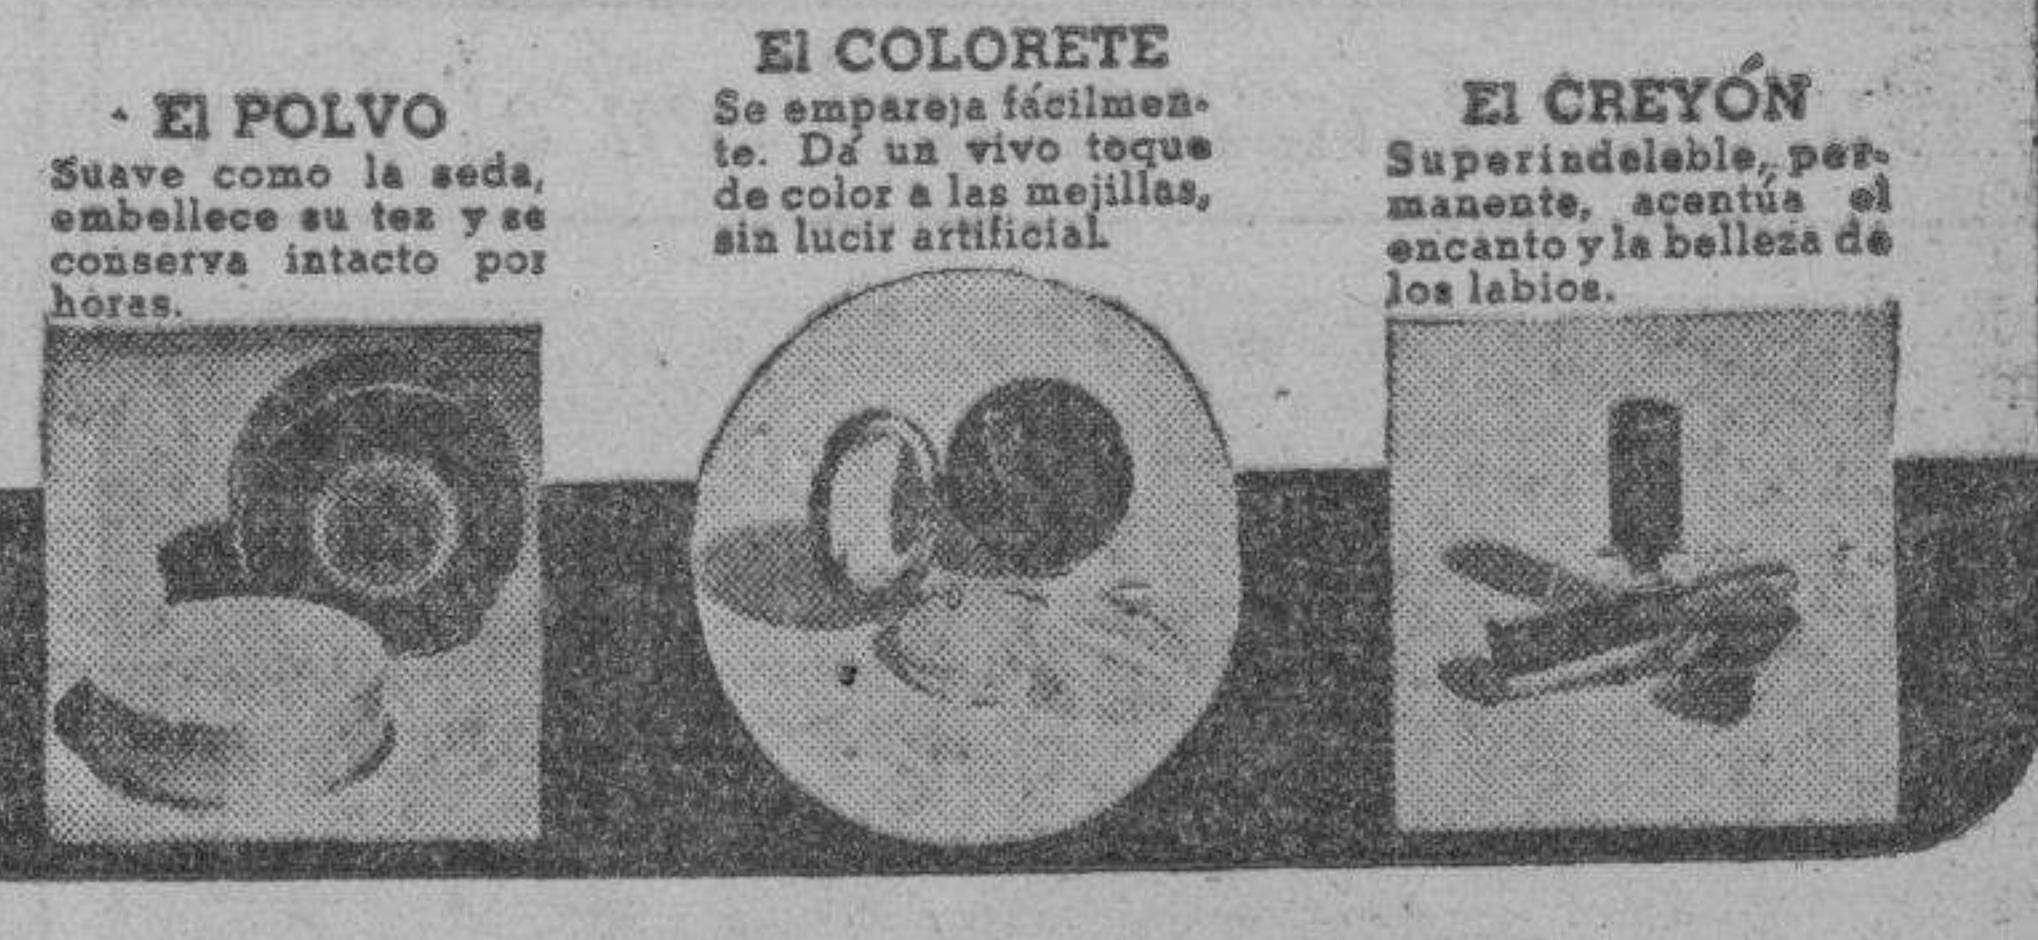 El POLVO
Suave como la seda,
embellece su tez y se
conserva intacto por
horas.
El COLORETE
Se empareja fácilmen-
te. Da un vivo toque
de color a las mejillas,
sin lucir artificial.
El CREYÓN
Superindeleble, per-
manente, acentúa el
encanto y la belleza de
los labios.